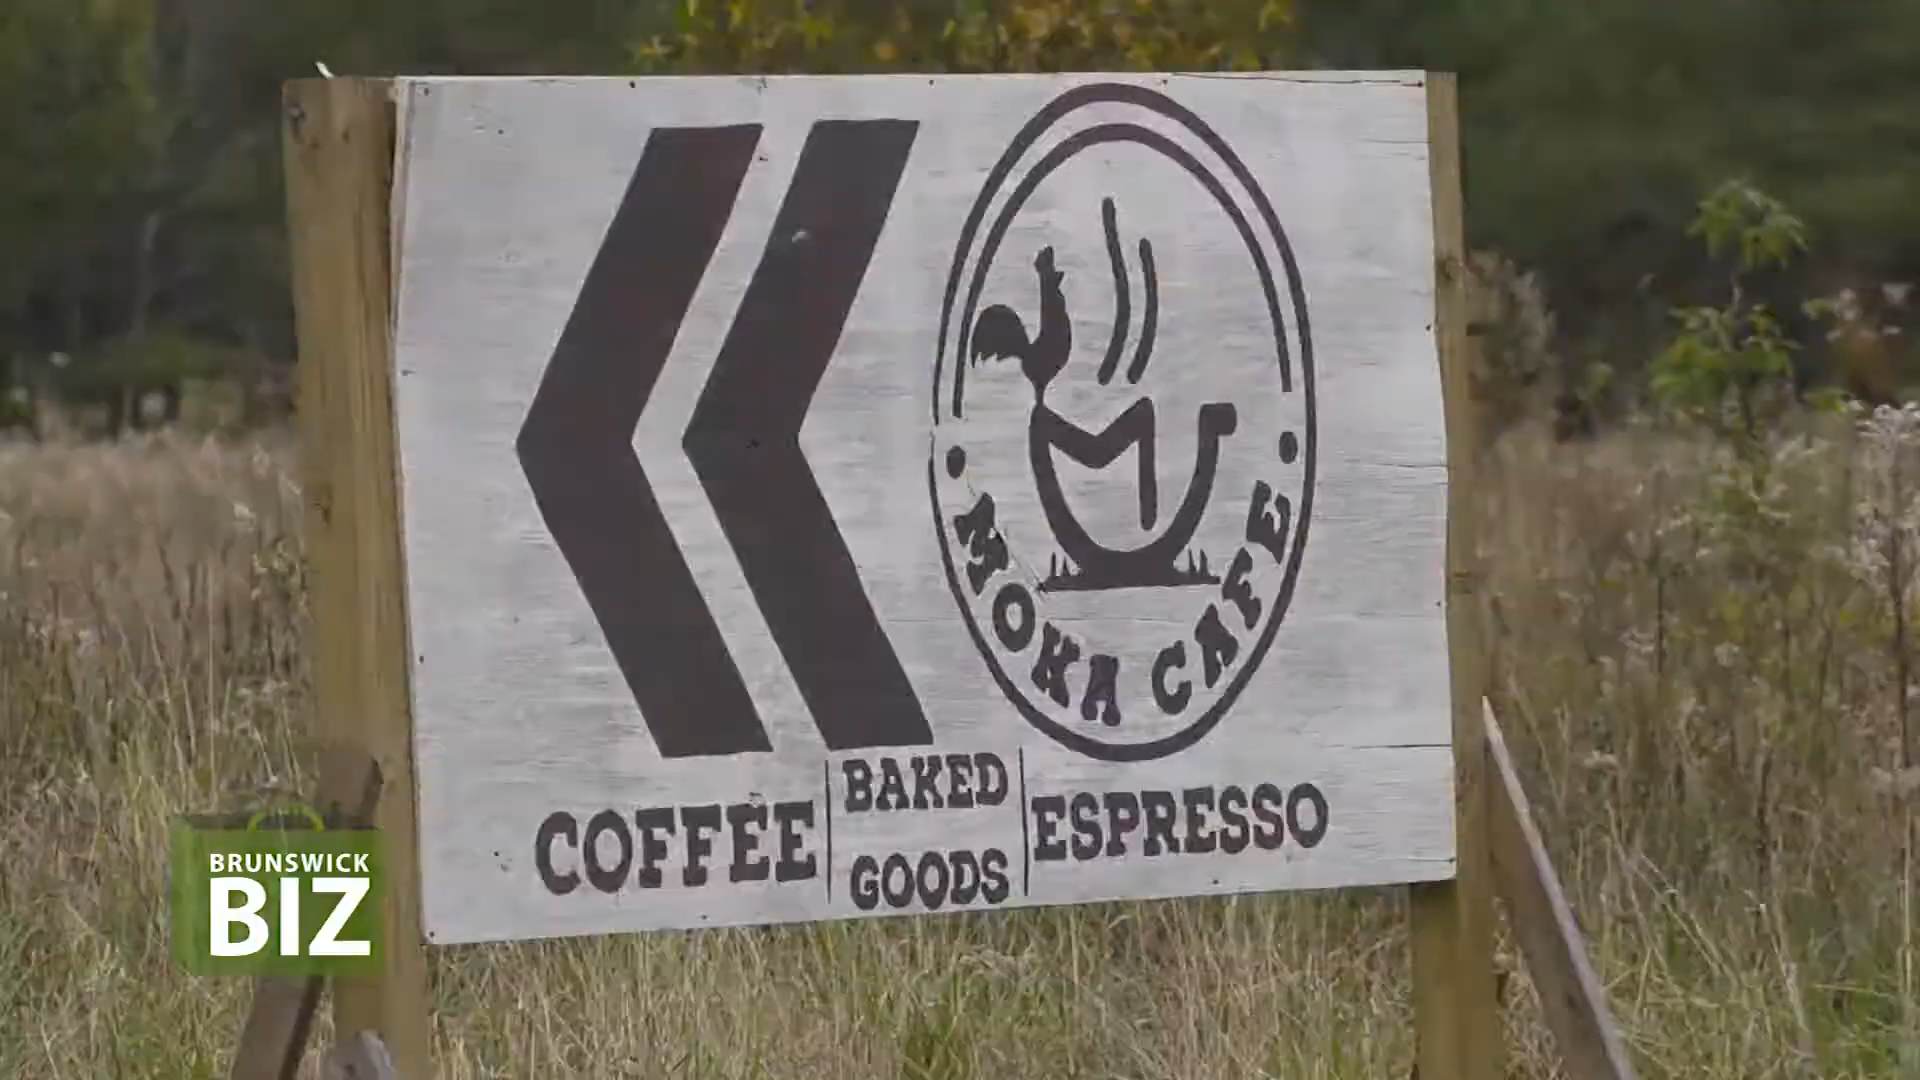 MOKA CAFE
COFFEE
BAKED
GOODS
ESPRESSO
BRUNSWICK
BIZ